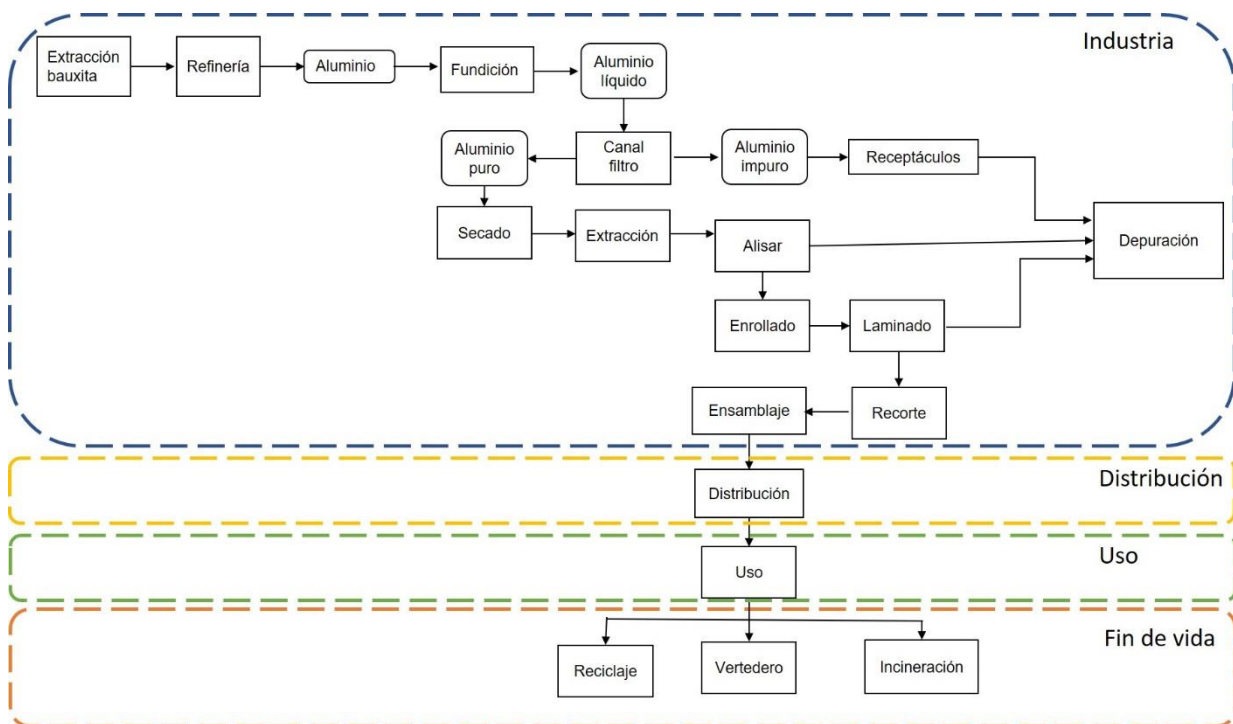 Industria
Extracción
bauxita
Refinería
Aluminio
Fundición
Aluminio
líquido
Aluminio
puro
Canal
filtro
Aluminio
impuro
Receptáculos
Secado
Extracción
Alisar
Depuración
Enrollado
Laminado
Ensamblaje
Recorte
Distribución
Distribución
Uso
Uso
Fin de vida
Reciclaje
Vertedero
Incineración